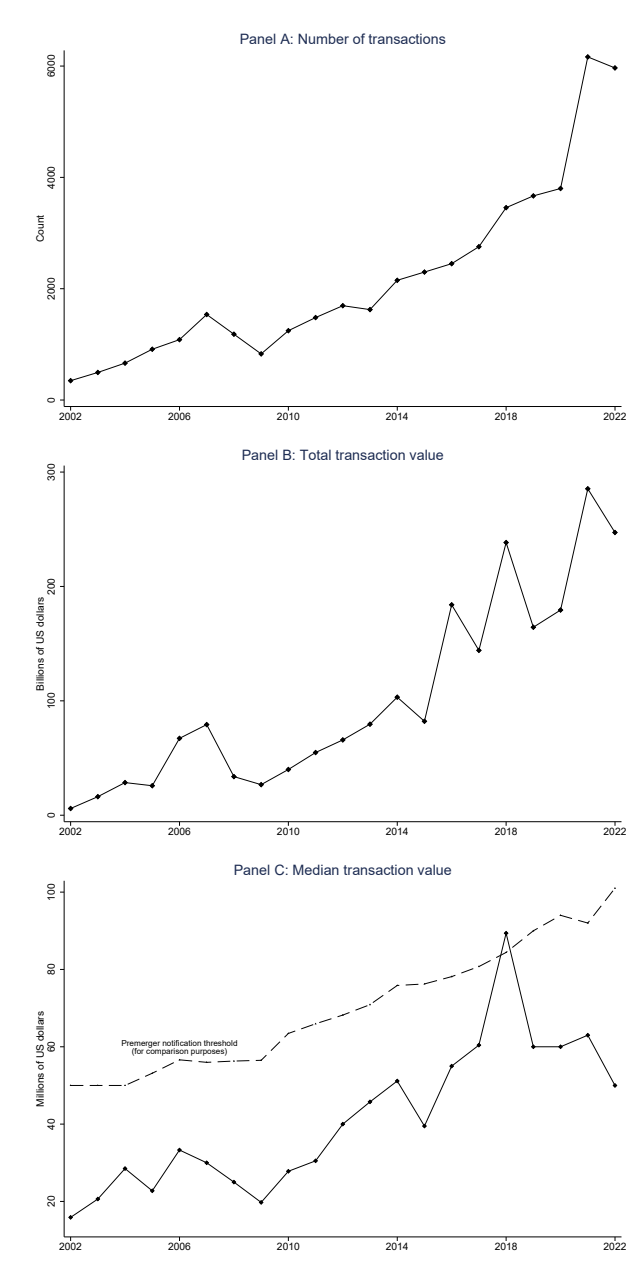 Panel A: Number of transactions
6000
4000
2000
0
Count
2002 2006 2010 2014 2018 2022
Panel B: Total transaction value
300
200
100
0
Billions of US dollars
2002 2006 2010 2014 2018 2022
Panel C: Median transaction value
100
80
60
40
20
Millions of US dollars
Premerger notification threshold
(for comparison purposes)
2002 2006 2010 2014 2018 2022